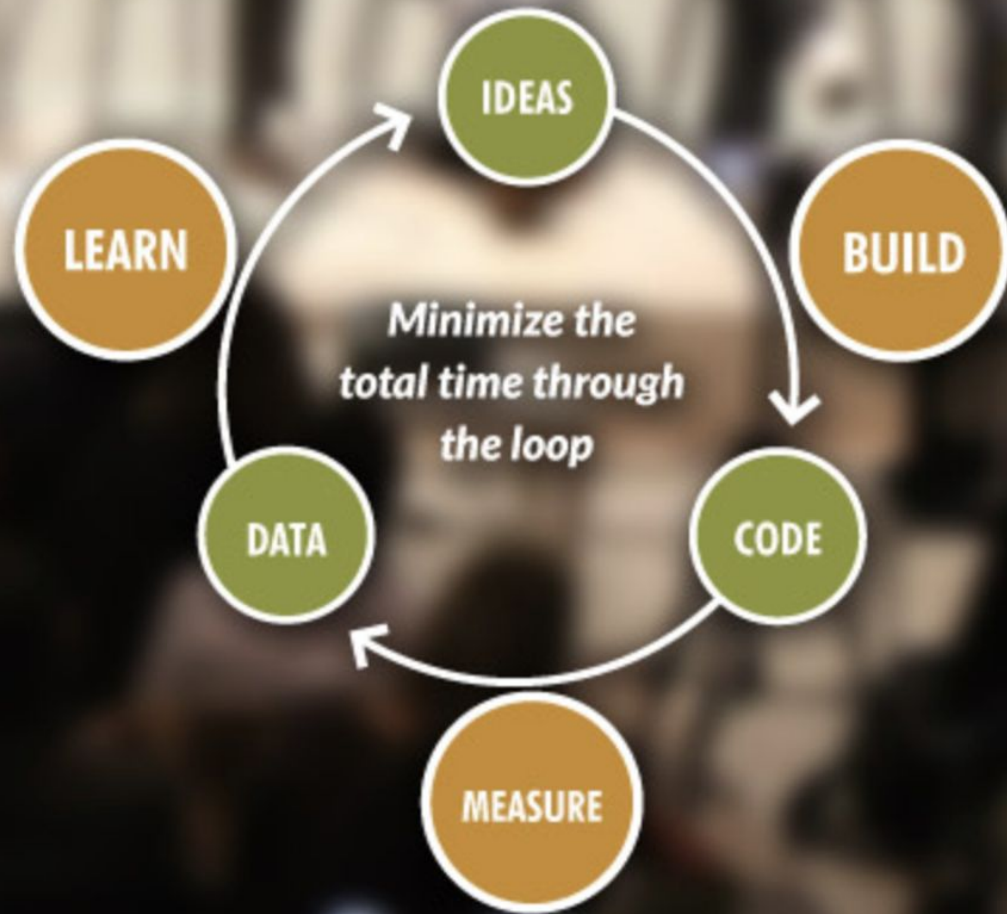 IDEAS
LEARN
BUILD
Minimize the
total time through
the loop
DATA
CODE
MEASURE